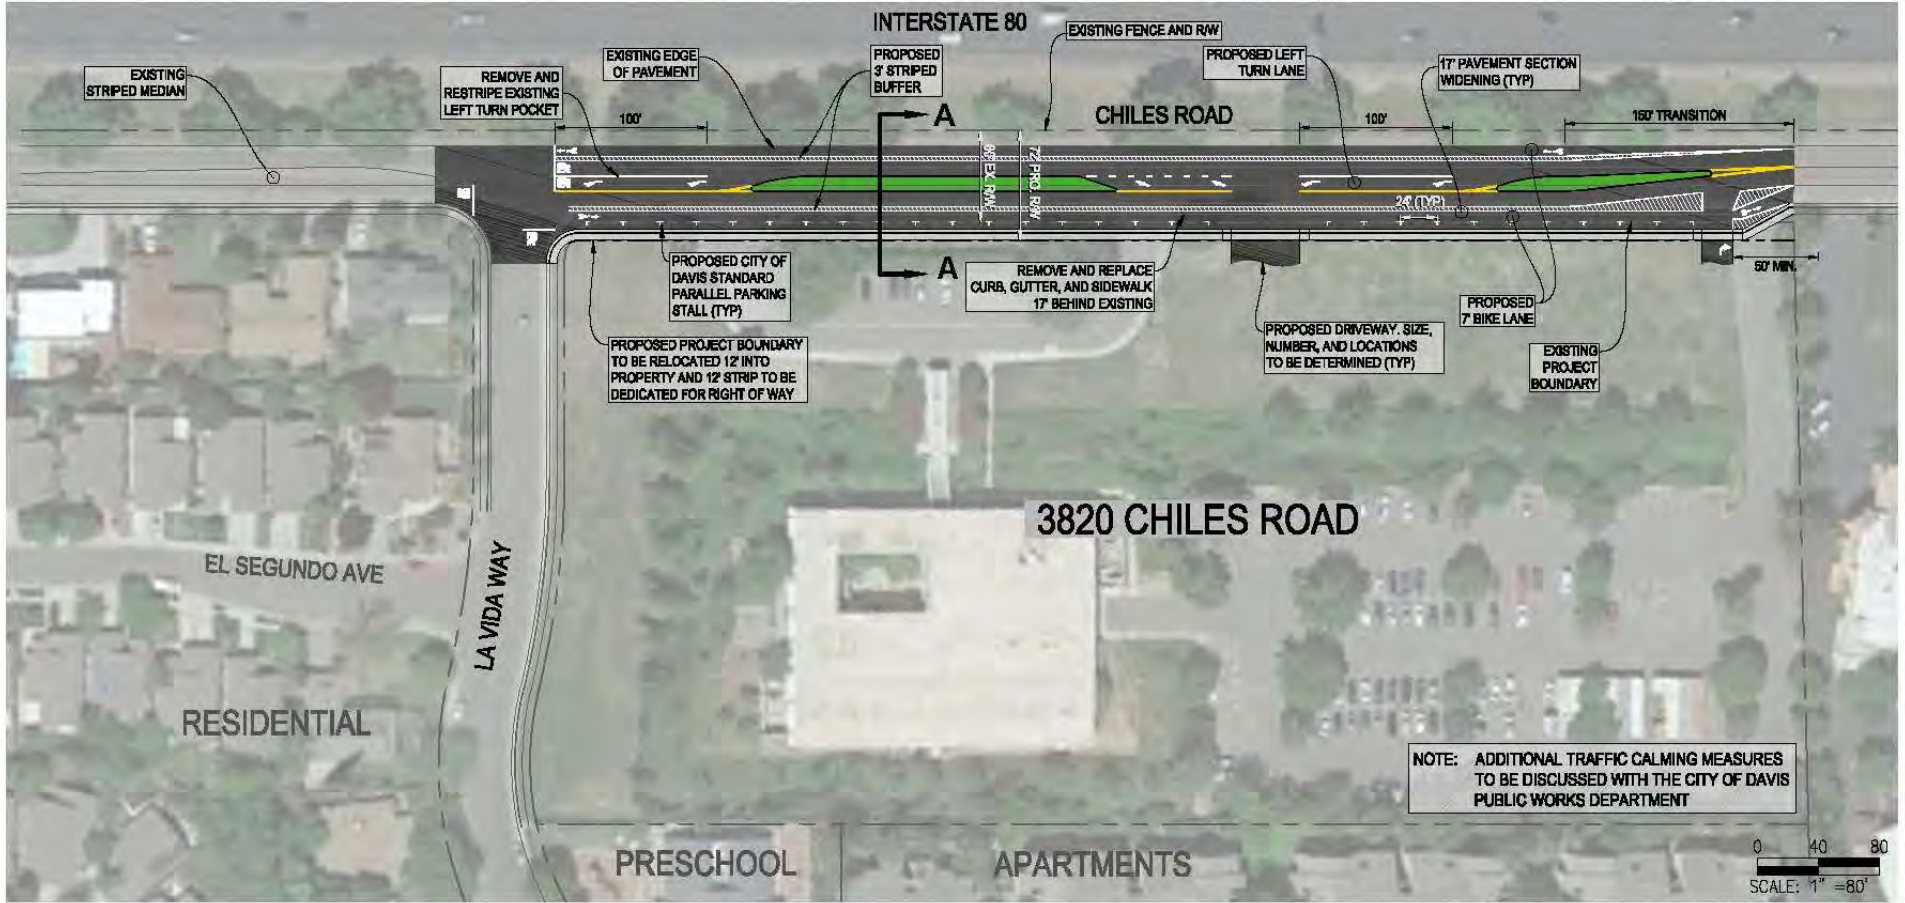 INTERSTATE 80
EXISTING FENCE AND R/W
EXISTING
STRIPED MEDIAN
REMOVE AND
RESTRIPE EXISTING
LEFT TURN POCKET
EXISTING EDGE
OF PAVEMENT
PROPOSED
3' STRIPED
BUFFER
PROPOSED LEFT
TURN LANE
17' PAVEMENT SECTION
WIDENING (TYP)
100'
A
CHILES ROAD
100'
150' TRANSITION
72' PRO. R/W
24' (TYP)
PROPOSED CITY OF
DAVIS STANDARD
PARALLEL PARKING
STALL (TYP)
A
REMOVE AND REPLACE
CURB, GUTTER, AND SIDEWALK
17' BEHIND EXISTING
50' MIN.
PROPOSED
7' BIKE LANE
PROPOSED PROJECT BOUNDARY
TO BE RELOCATED 12' INTO
PROPERTY AND 12' STRIP TO BE
DEDICATED FOR RIGHT OF WAY
PROPOSED DRIVEWAY. SIZE,
NUMBER, AND LOCATIONS
TO BE DETERMINED (TYP)
EXISTING
PROJECT
BOUNDARY
3820 CHILES ROAD
EL SEGUNDO AVE
LA VIDA WAY
RESIDENTIAL
NOTE: ADDITIONAL TRAFFIC CALMING MEASURES
TO BE DISCUSSED WITH THE CITY OF DAVIS
PUBLIC WORKS DEPARTMENT
PRESCHOOL
APARTMENTS
0 40 80
SCALE: 1" =80'